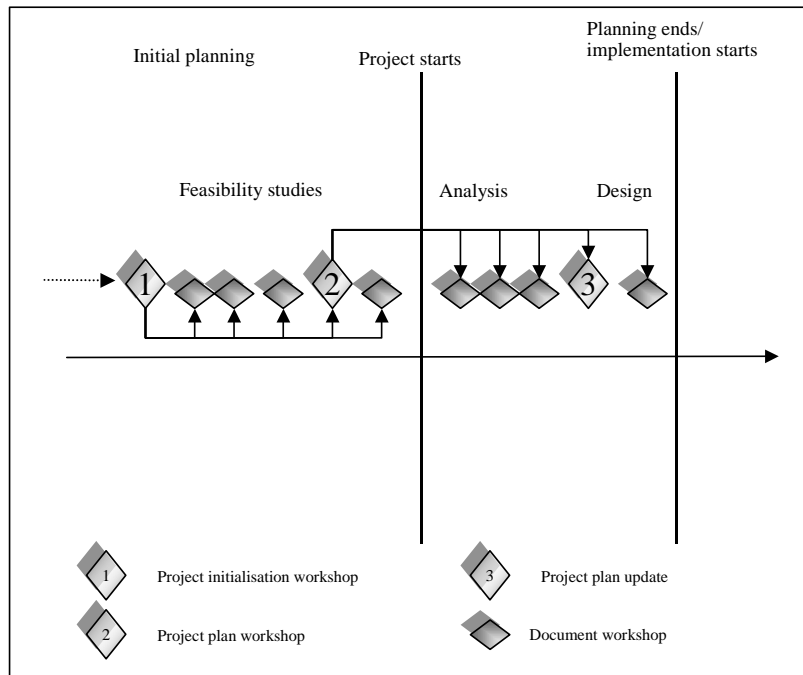 Planning ends/
implementation starts
Initial planning
Project starts
Feasibility studies
Analysis
Design
1
2
3
1
Project initialisation workshop
3
Project plan update
2
Project plan workshop
Document workshop